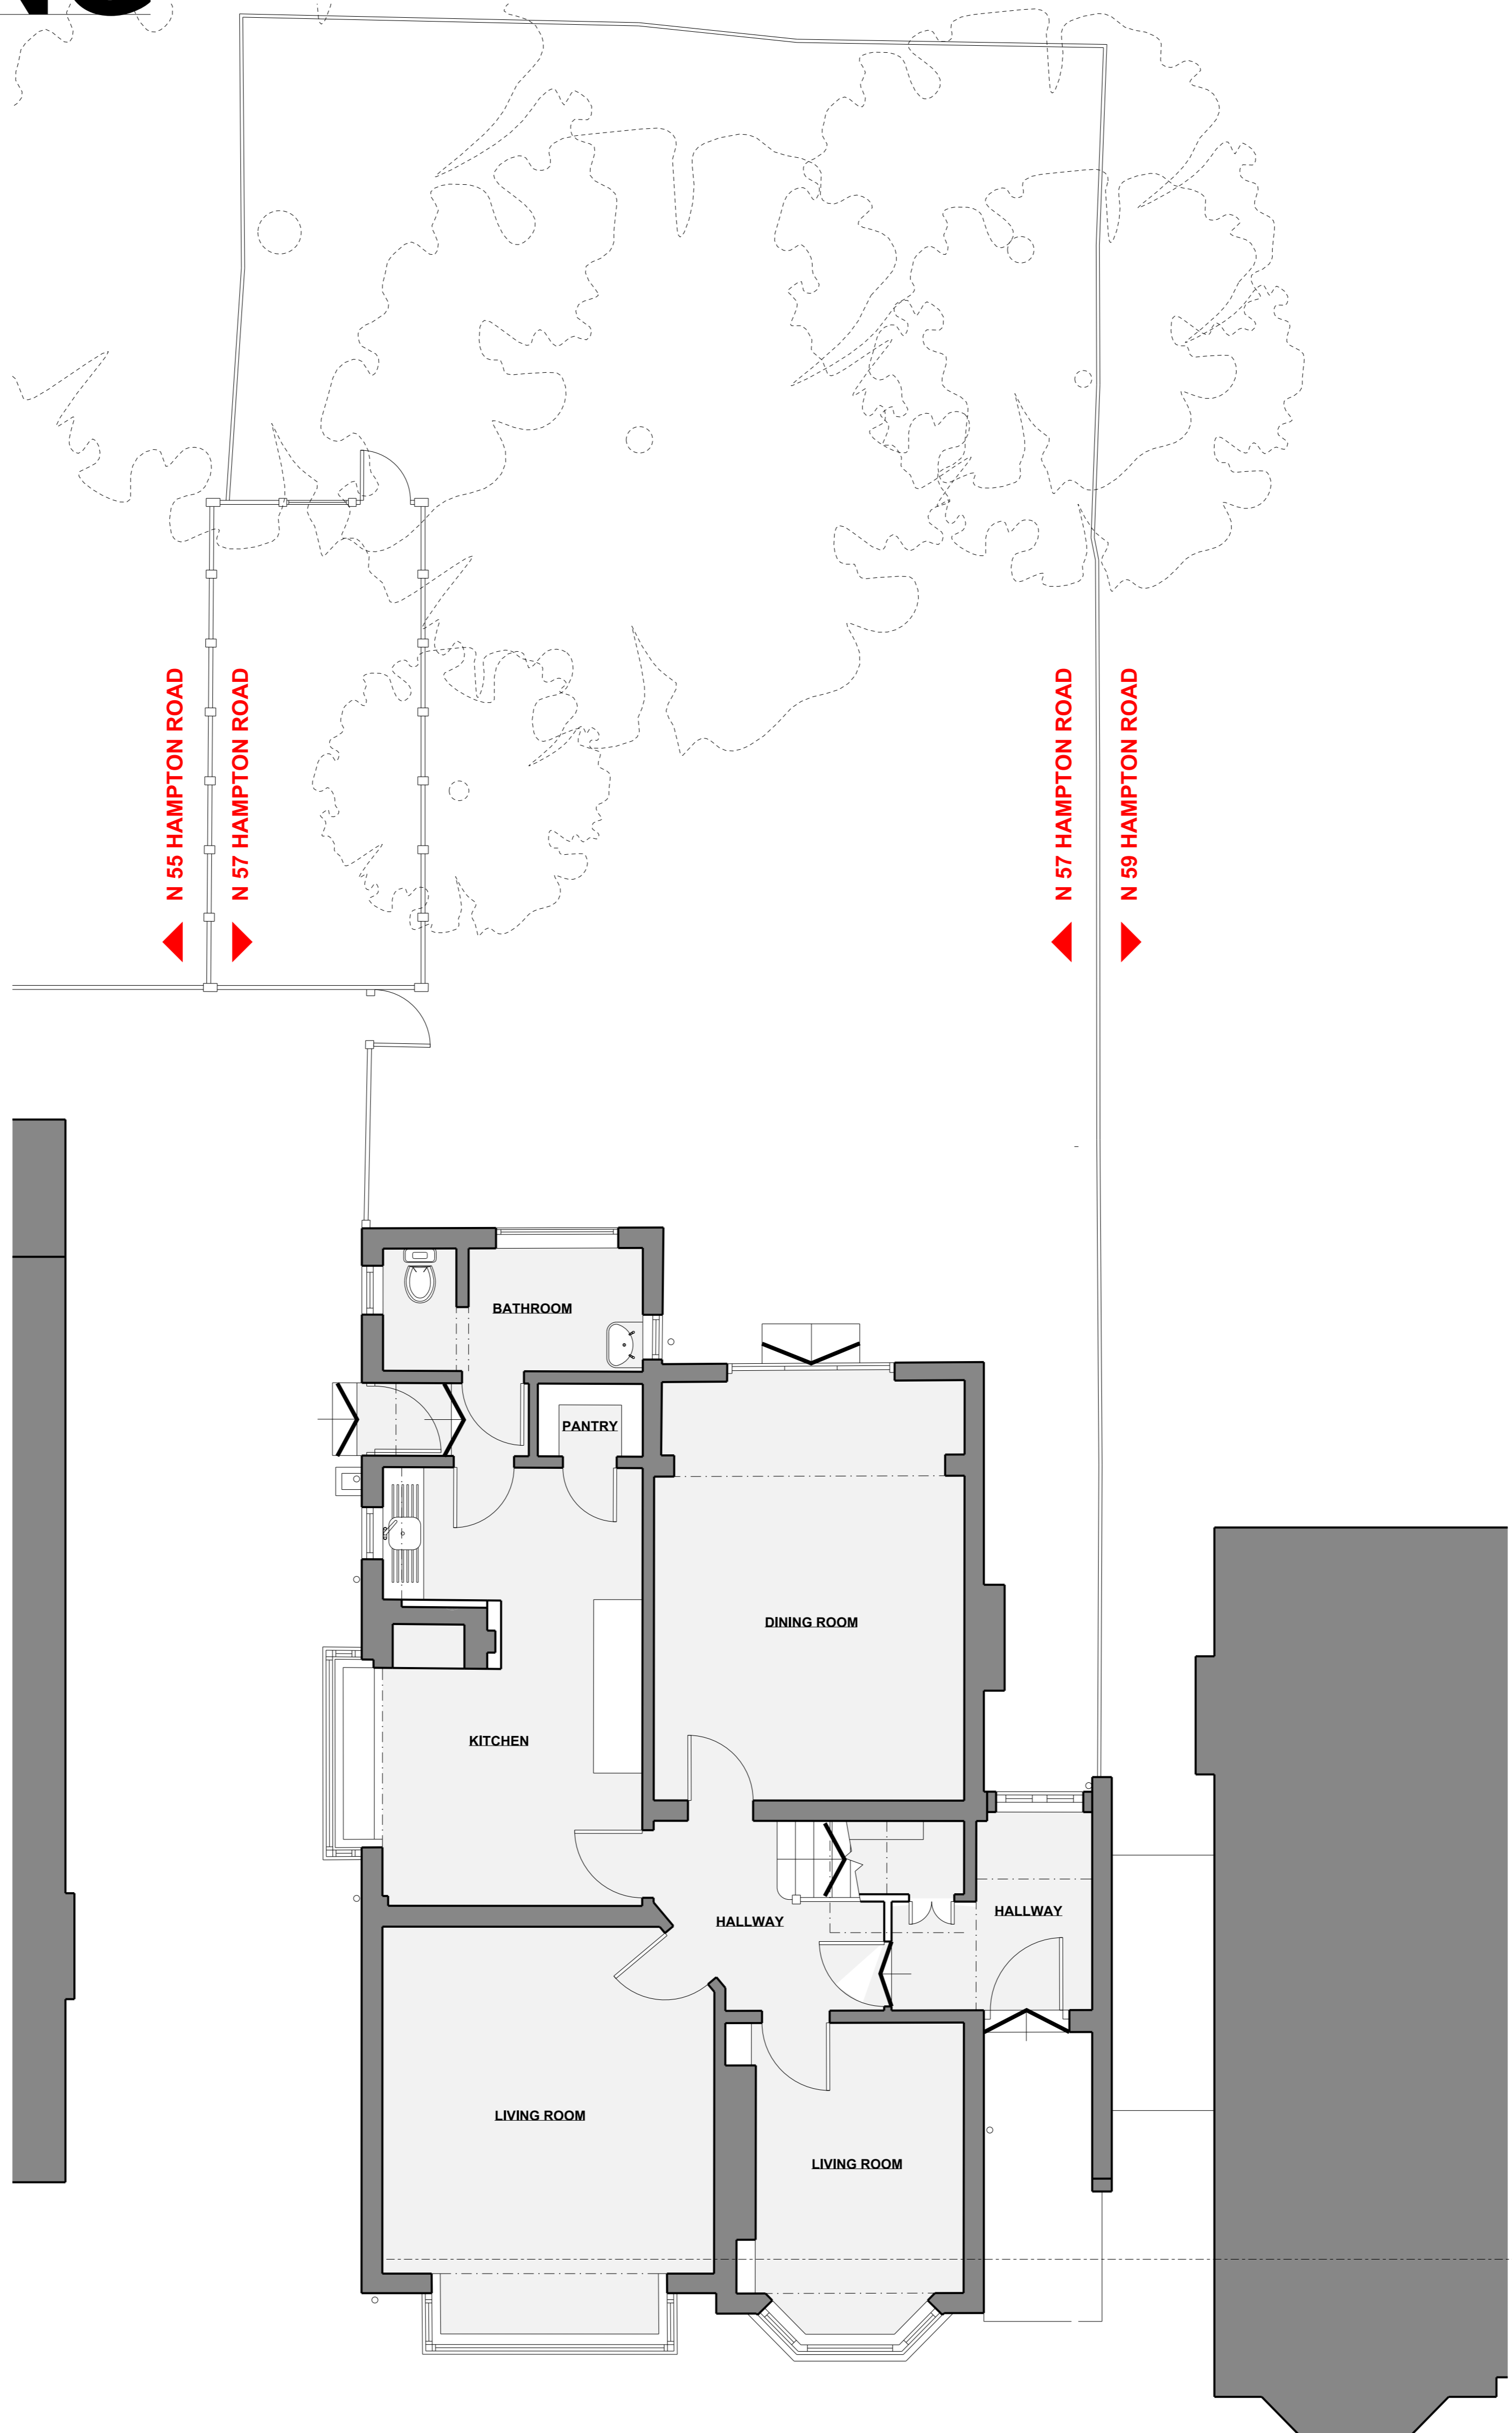 N 55 HAMPTON ROAD
N 57 HAMPTON ROAD
N 57 HAMPTON ROAD
N 59 HAMPTON ROAD
BATHROOM
PANTRY
DINING ROOM
KITCHEN
HALLWAY
HALLWAY
LIVING ROOM
LIVING ROOM